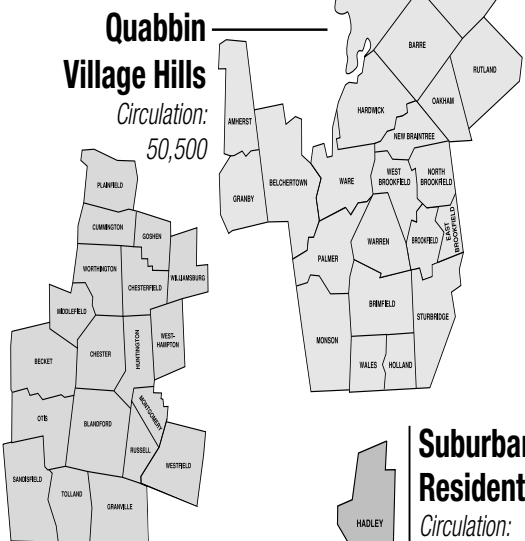 Quabbin
Village Hills
Circulation:
50,500
BARRE
RUTLAND
HARDWICK
OAKHAM
NEW BRAINTREE
AMHERST
BELCHERTOWN
WARE
WEST
BROOKFIELD
NORTH
BROOKFIELD
GRANBY
WARREN
BROOKFIELD
EAST
BROOKFIELD
PALMER
BRIMFIELD
STURBRIDGE
MONSON
WALES
HOLLAND
PLAINFIELD
CUMMINGTON
GOSHEN
WORTHINGTON
CHESTERFIELD
WILLIAMSBURG
MIDDLEFIELD
BECKET
CHESTER
HUNTINGTON
WEST-
HAMPTON
OTIS
BLANDFORD
MONTGOMERY
RUSSELL
WESTFIELD
SANDISFIELD
TOLLAND
GRANVILLE
Suburban
Resident
Circulation:
HADLEY